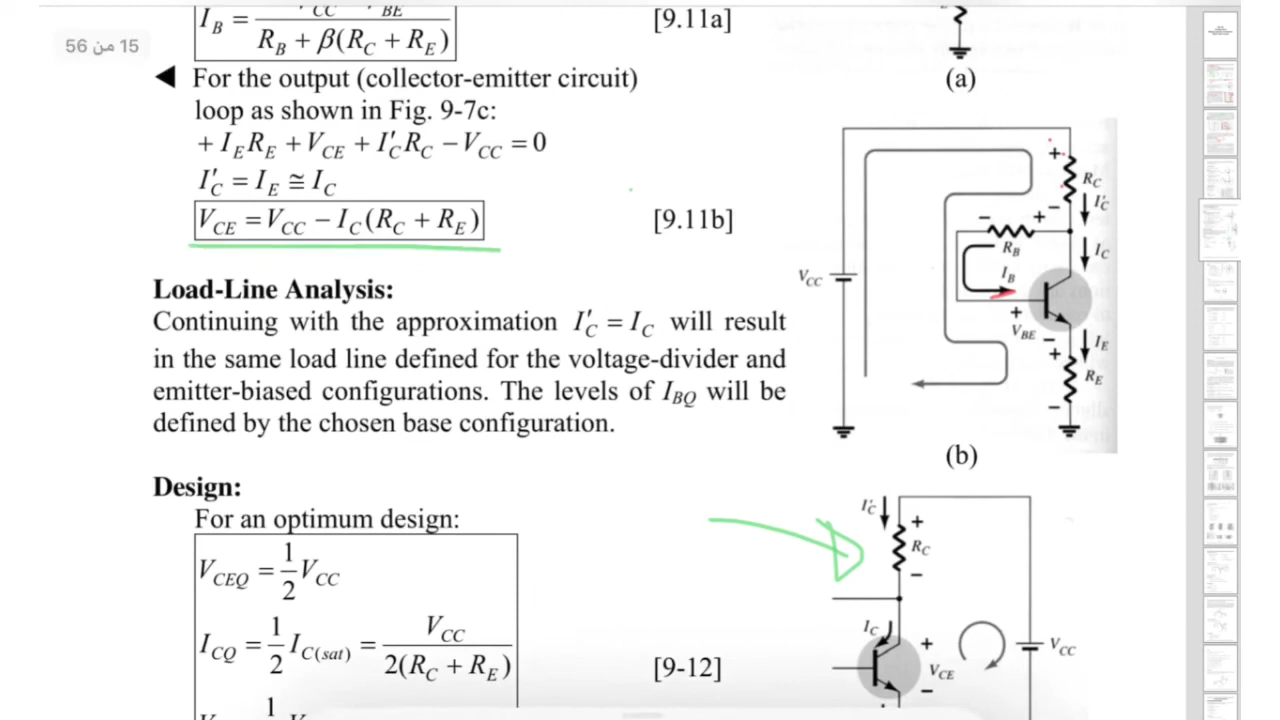 15 من 56
I_B = V_CC − V_BE / R_B + β(R_C + R_E) [9.11a]
◄ For the output (collector-emitter circuit)
loop as shown in Fig. 9-7c:
+ I_E R_E + V_CE + I'_C R_C − V_CC = 0
I'_C = I_E ≅ I_C
V_CE = V_CC − I_C (R_C + R_E) [9.11b]
Load-Line Analysis:
Continuing with the approximation I'_C = I_C will result
in the same load line defined for the voltage-divider and
emitter-biased configurations. The levels of I_BQ will be
defined by the chosen base configuration.
Design:
For an optimum design:
V_CEQ = 1/2 V_CC
I_CQ = 1/2 I_C(sat) = V_CC / 2(R_C + R_E) [9-12]
1
(a)
+
R_C
−
I'_C
− +
R_B
I_C
V_CC
I_B
+
V_BE −
I_E
+
R_E
−
(b)
I'_C
+
R_C
−
I_C
+
V_CE
−
V_CC